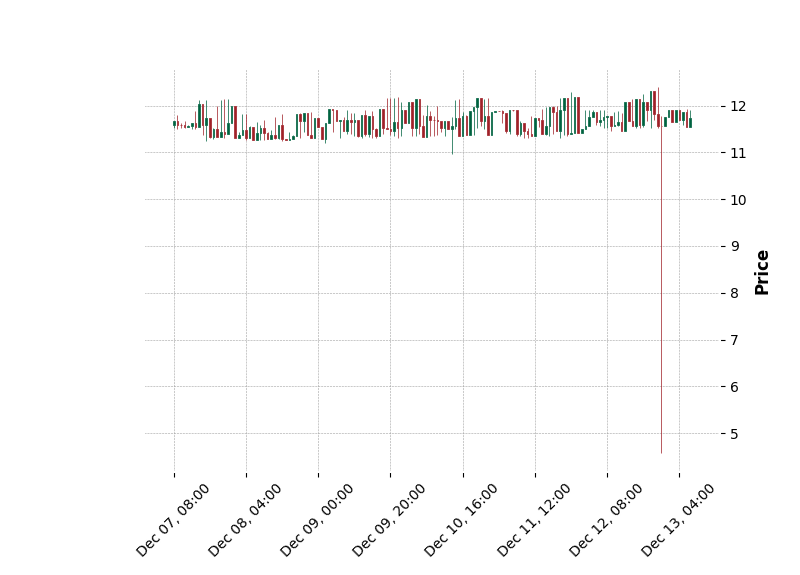 12
11
10
9
8
7
6
5
Price
Dec 07, 08:00
Dec 08, 04:00
Dec 09, 00:00
Dec 09, 20:00
Dec 10, 16:00
Dec 11, 12:00
Dec 12, 08:00
Dec 13, 04:00